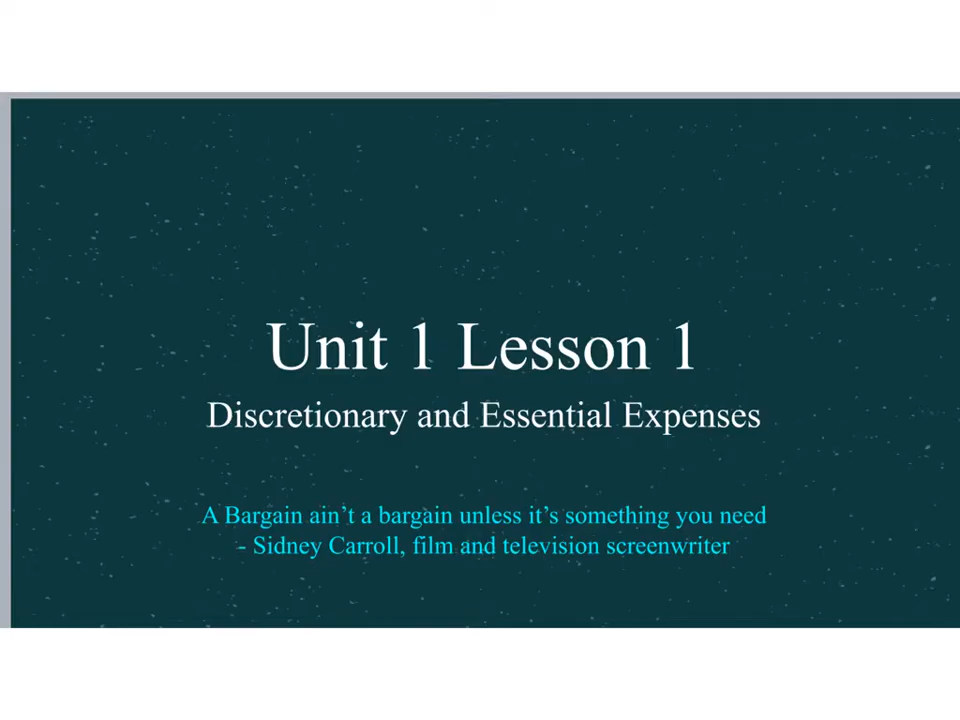 Unit 1 Lesson 1
Discretionary and Essential Expenses
A Bargain ain’t a bargain unless it’s something you need
- Sidney Carroll, film and television screenwriter